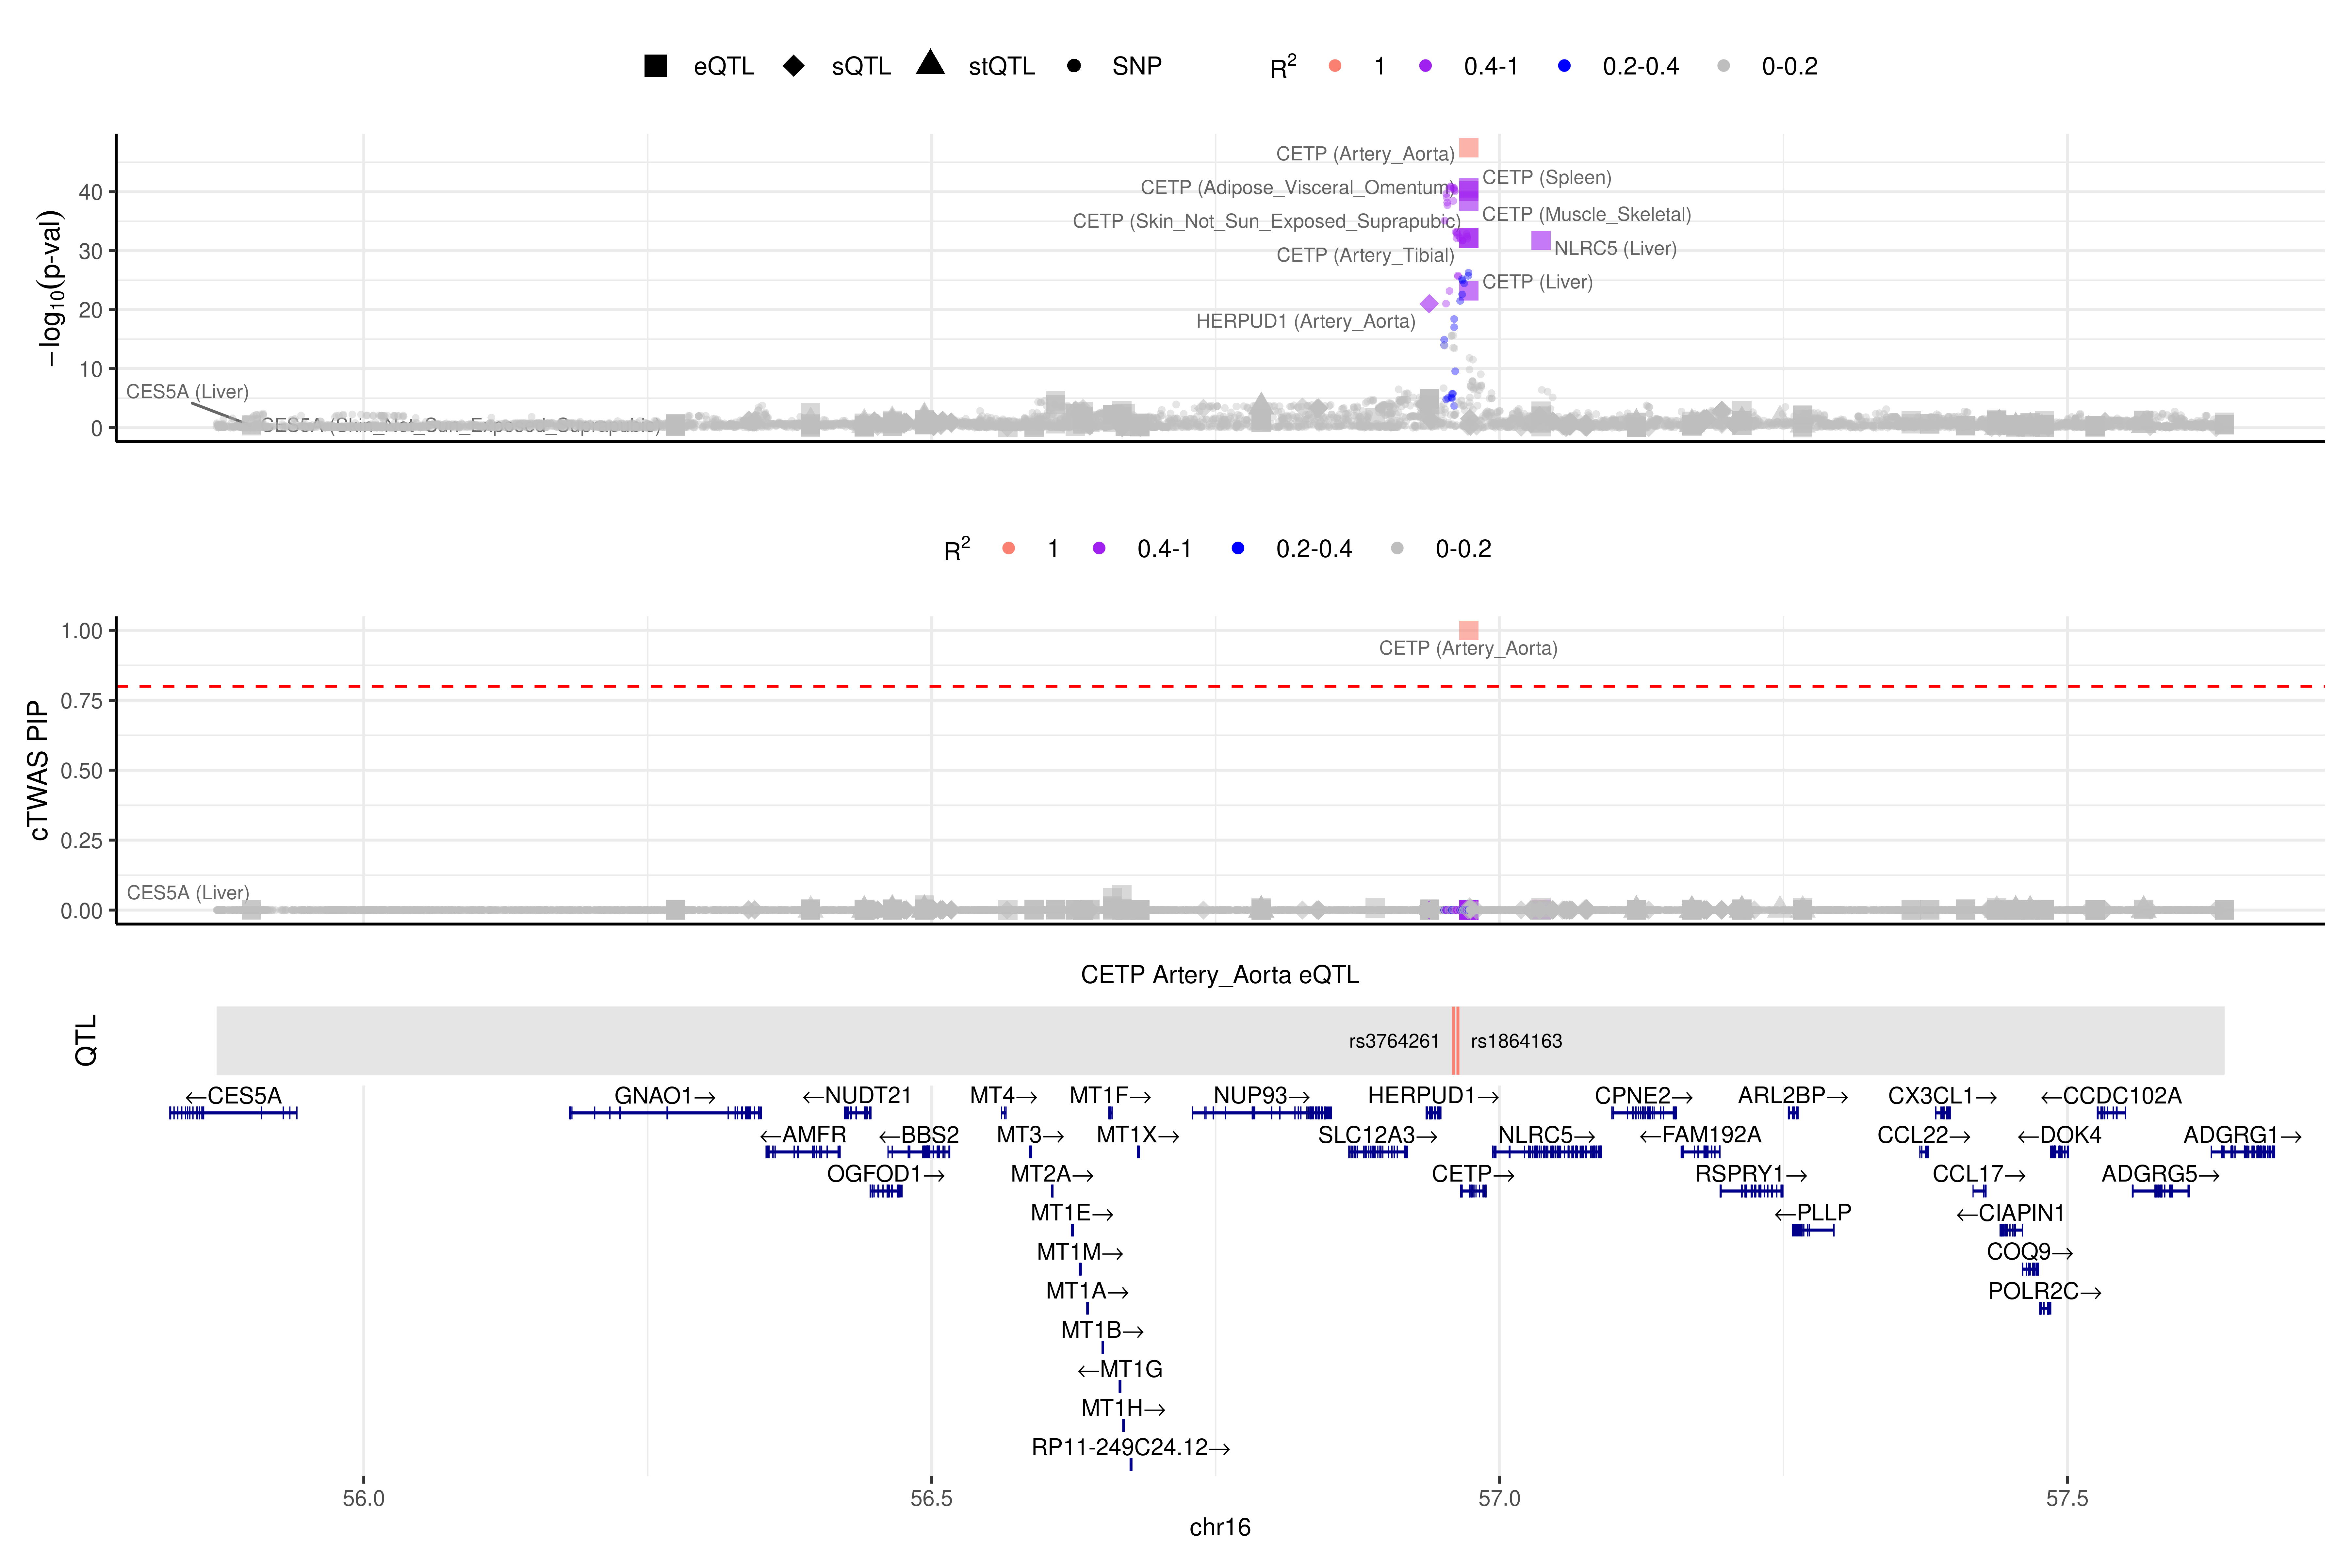 eQTL sQTL stQTL SNP R2 1 0.4-1 0.2-0.4 0-0.2
−log10(p-val)
40
30
20
10
0
CETP (Artery_Aorta)
CETP (Spleen)
CETP (Adipose_Visceral_Omentum)
CETP (Muscle_Skeletal)
CETP (Skin_Not_Sun_Exposed_Suprapubic)
NLRC5 (Liver)
CETP (Artery_Tibial)
CETP (Liver)
HERPUD1 (Artery_Aorta)
CES5A (Liver)
CES5A (Skin_Not_Sun_Exposed_Suprapubic)
R2 1 0.4-1 0.2-0.4 0-0.2
cTWAS PIP
1.00
0.75
0.50
0.25
0.00
CETP (Artery_Aorta)
CES5A (Liver)
CETP Artery_Aorta eQTL
QTL
rs3764261 rs1864163
←CES5A GNAO1→ ←NUDT21 MT4→ MT1F→ NUP93→ HERPUD1→ CPNE2→ ARL2BP→ CX3CL1→ ←CCDC102A
←AMFR ←BBS2 MT3→ MT1X→ SLC12A3→ NLRC5→ ←FAM192A CCL22→ ←DOK4 ADGRG1→
OGFOD1→ MT2A→ CETP→ RSPRY1→ CCL17→ ADGRG5→
MT1E→ ←PLLP ←CIAPIN1
MT1M→ COQ9→
MT1A→ POLR2C→
MT1B→
←MT1G
MT1H→
RP11-249C24.12→
56.0 56.5 57.0 57.5
chr16